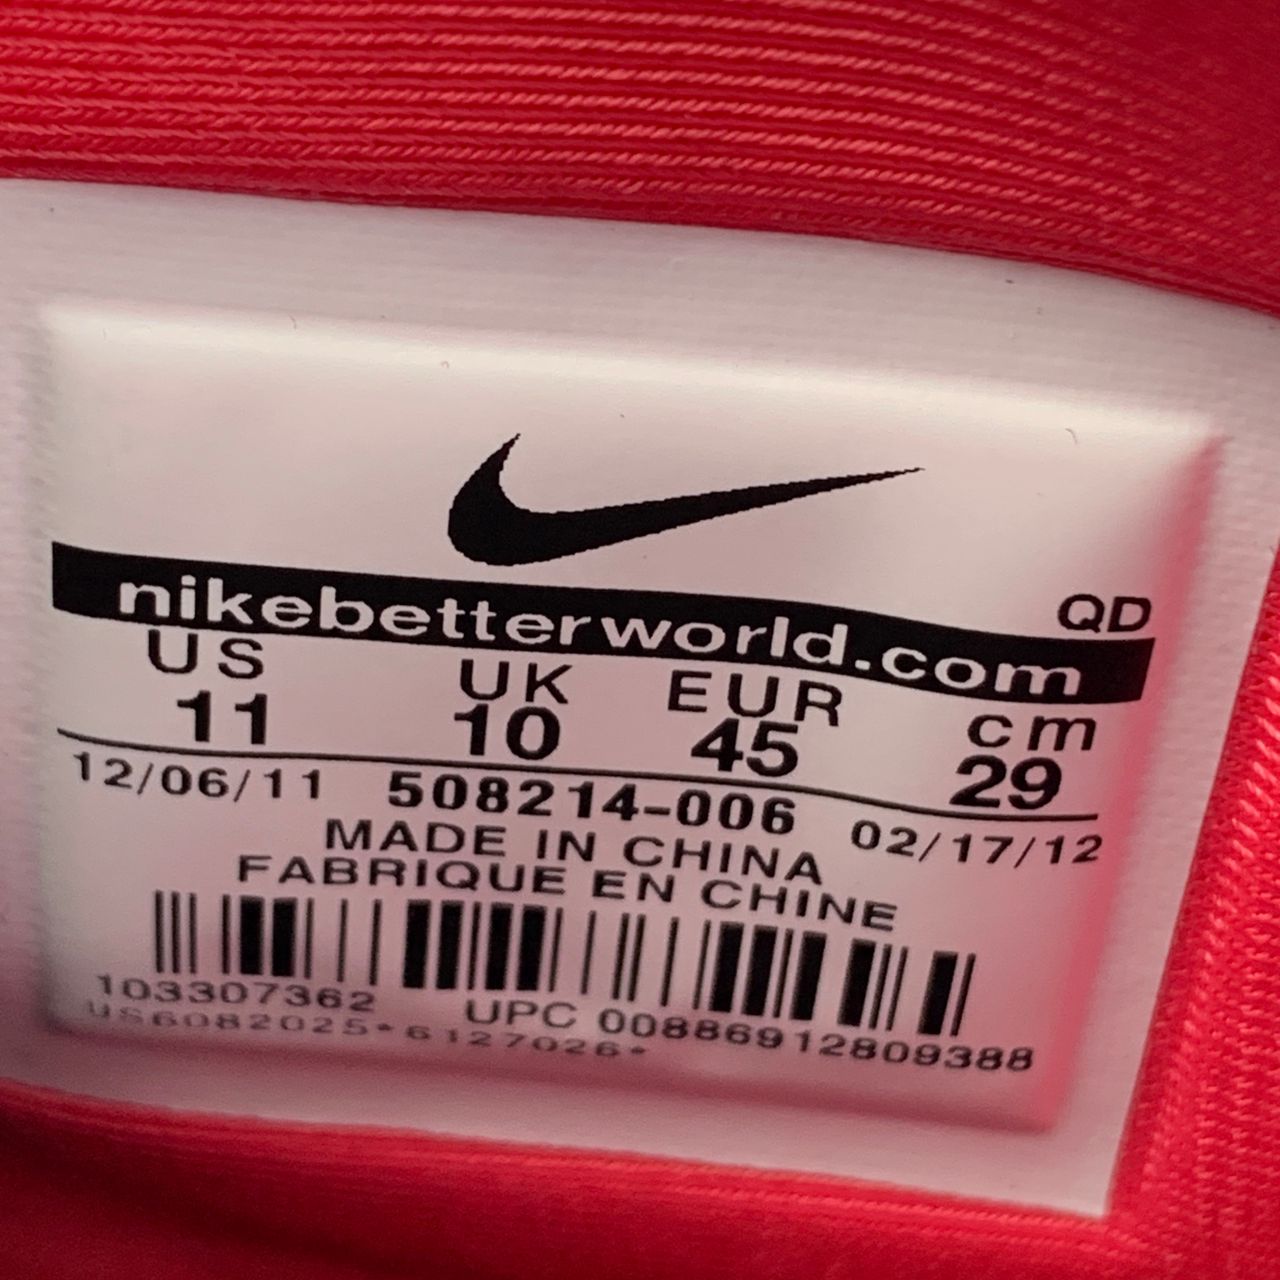 nikebetterworld.com QD
US UK EUR cm
11 10 45 29
12/06/11 508214-006 02/17/12
MADE IN CHINA
FABRIQUE EN CHINE
103307362 UPC 00886912809388
US6082025*6127026*